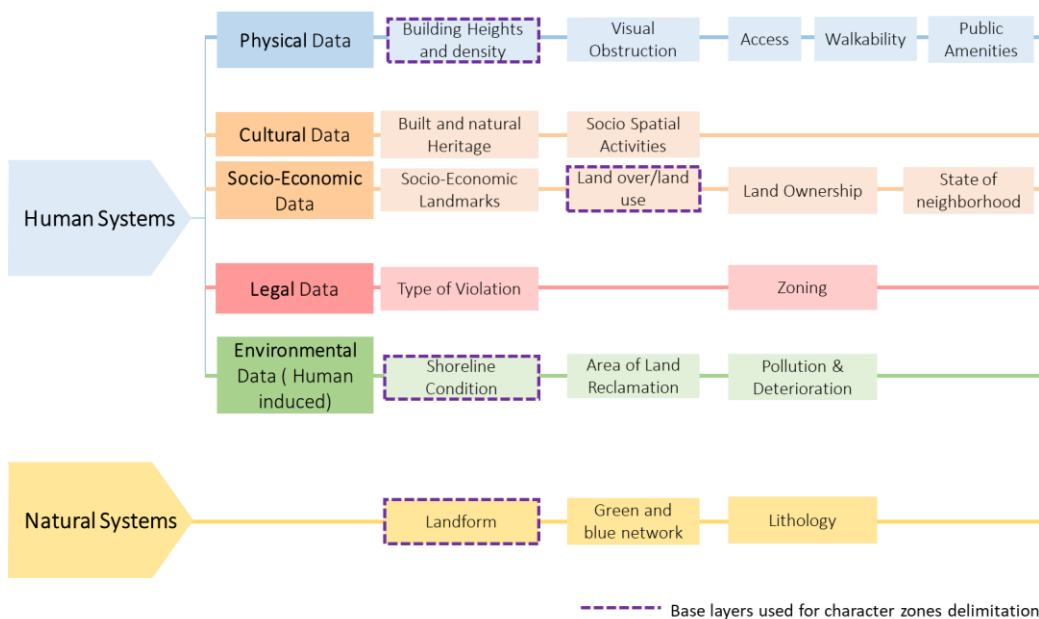 Physical Data
Building Heights
and density
Visual
Obstruction
Access
Walkability
Public
Amenities
Cultural Data
Built and natural
Heritage
Socio Spatial
Activities
Human Systems
Socio-Economic
Data
Socio-Economic
Landmarks
Land over/land
use
Land Ownership
State of
neighborhood
Legal Data
Type of Violation
Zoning
Environmental
Data ( Human
induced)
Shoreline
Condition
Area of Land
Reclamation
Pollution &
Deterioration
Natural Systems
Landform
Green and
blue network
Lithology
Base layers used for character zones delimitation